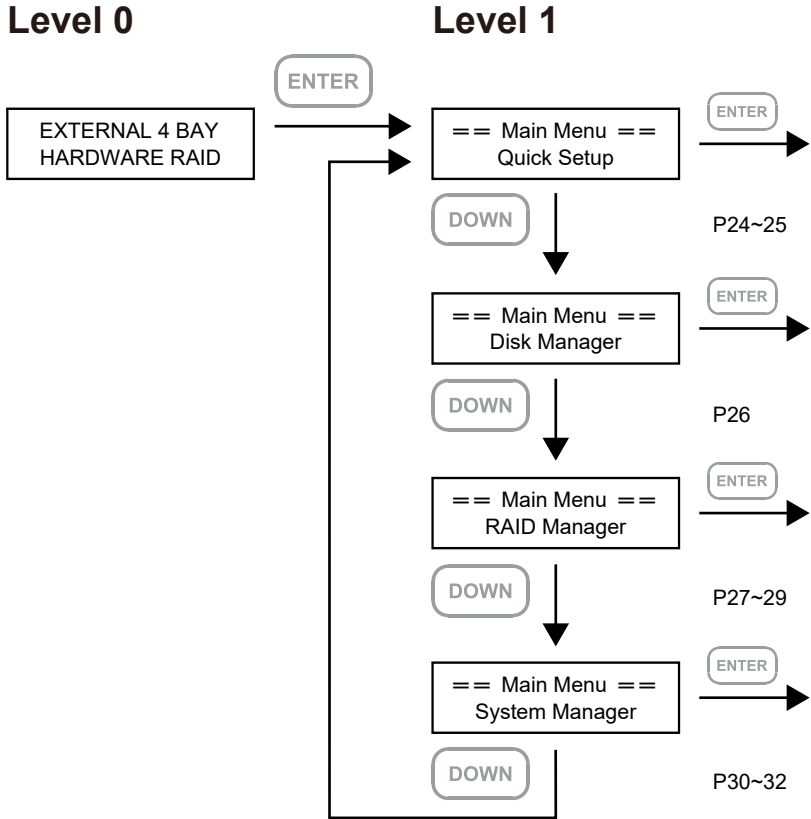 Level 0
Level 1
ENTER
EXTERNAL 4 BAY
HARDWARE RAID
== Main Menu ==
Quick Setup
ENTER
DOWN
P24~25
== Main Menu ==
Disk Manager
ENTER
DOWN
P26
== Main Menu ==
RAID Manager
ENTER
DOWN
P27~29
== Main Menu ==
System Manager
ENTER
DOWN
P30~32